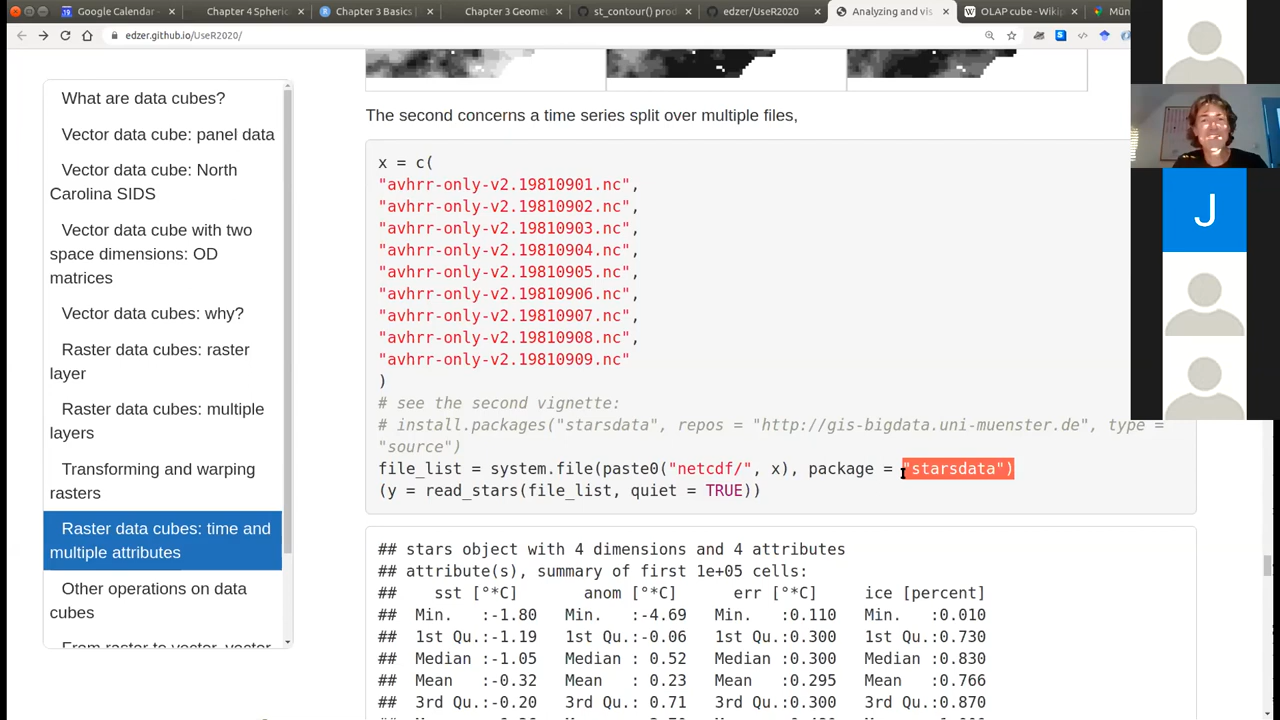 Google Calendar -
Chapter 4 Spheric
Chapter 3 Basics |
Chapter 3 Geomet
st_contour() prod
edzer/UseR2020
Analyzing and vis
OLAP cube - Wikip
Mün
edzer.github.io/UseR2020/
What are data cubes?
Vector data cube: panel data
Vector data cube: North
Carolina SIDS
Vector data cube with two
space dimensions: OD
matrices
Vector data cubes: why?
Raster data cubes: raster
layer
Raster data cubes: multiple
layers
Transforming and warping
rasters
Raster data cubes: time and
multiple attributes
Other operations on data
cubes
From raster to vector, vector
The second concerns a time series split over multiple files,
x = c(
"avhrr-only-v2.19810901.nc",
"avhrr-only-v2.19810902.nc",
"avhrr-only-v2.19810903.nc",
"avhrr-only-v2.19810904.nc",
"avhrr-only-v2.19810905.nc",
"avhrr-only-v2.19810906.nc",
"avhrr-only-v2.19810907.nc",
"avhrr-only-v2.19810908.nc",
"avhrr-only-v2.19810909.nc"
)
# see the second vignette:
# install.packages("starsdata", repos = "http://gis-bigdata.uni-muenster.de", type =
"source")
file_list = system.file(paste0("netcdf/", x), package = "starsdata")
(y = read_stars(file_list, quiet = TRUE))
## stars object with 4 dimensions and 4 attributes
## attribute(s), summary of first 1e+05 cells:
## sst [°*C] anom [°*C] err [°*C] ice [percent]
## Min. :-1.80 Min. :-4.69 Min. :0.110 Min. :0.010
## 1st Qu.:-1.19 1st Qu.:-0.06 1st Qu.:0.300 1st Qu.:0.730
## Median :-1.05 Median : 0.52 Median :0.300 Median :0.830
## Mean :-0.32 Mean : 0.23 Mean :0.295 Mean :0.766
## 3rd Qu.:-0.20 3rd Qu.: 0.71 3rd Qu.:0.300 3rd Qu.:0.870
J